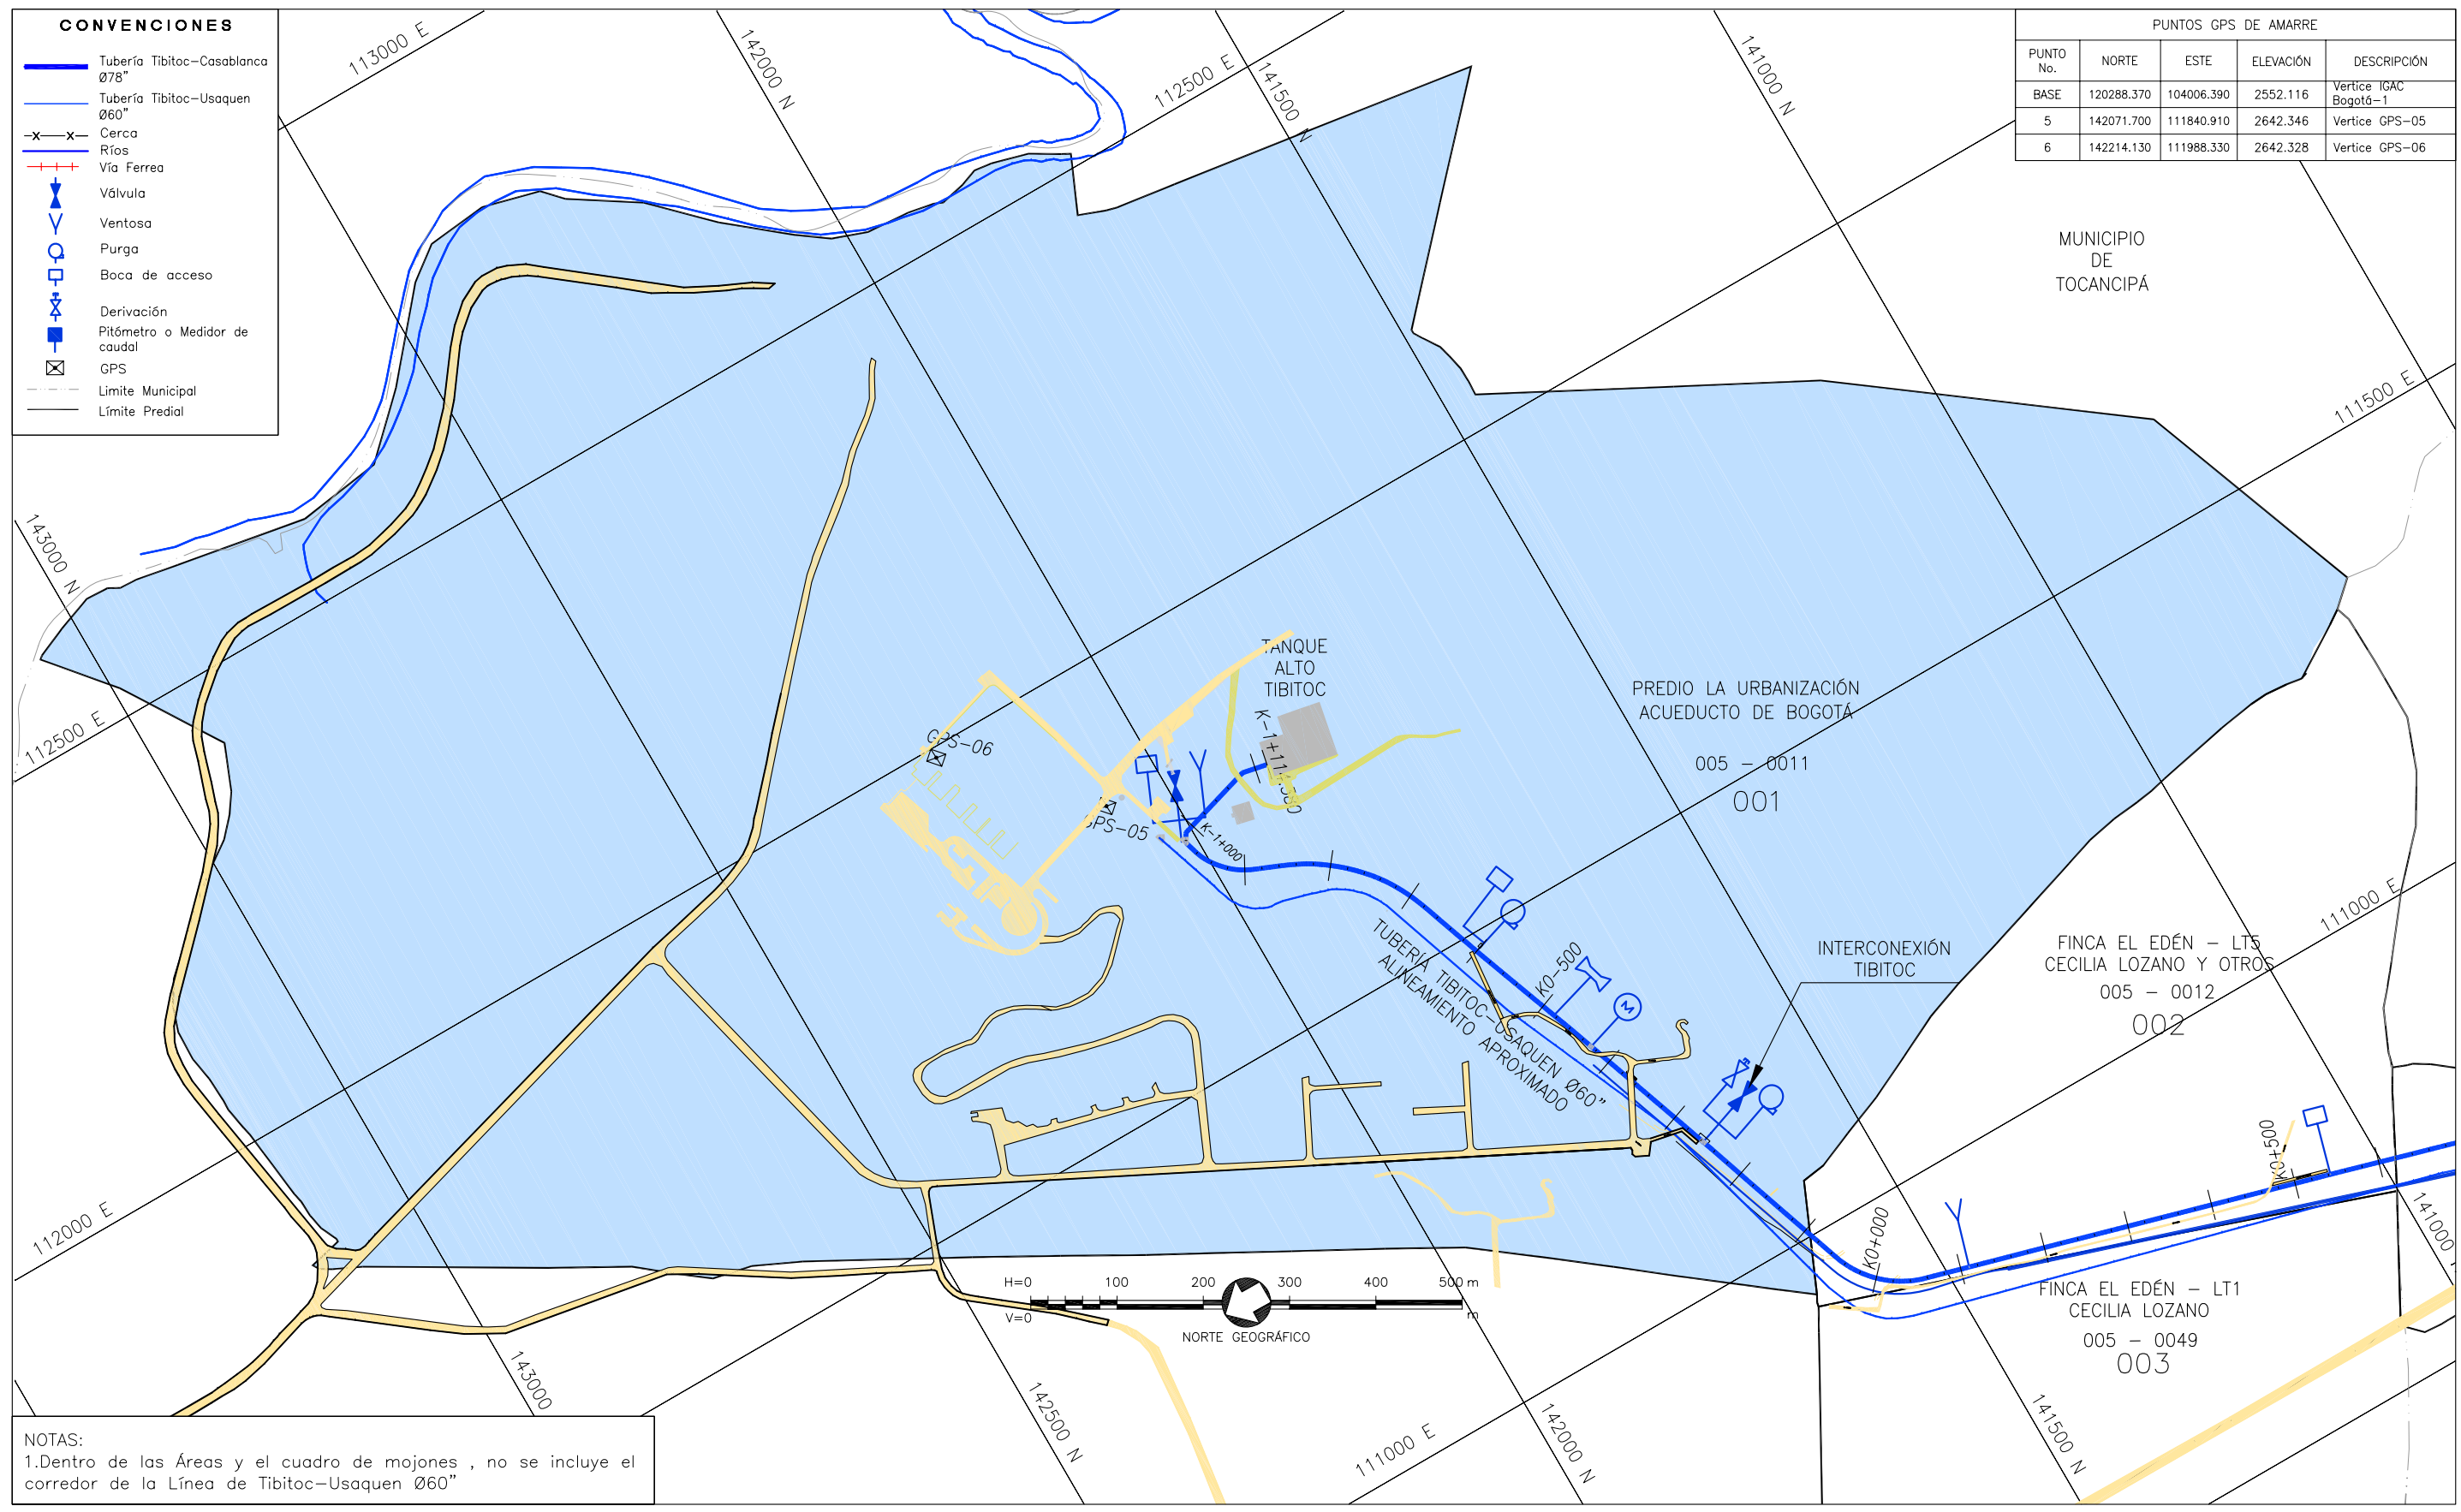 CONVENCIONES
Tubería Tibitoc-Casablanca
Ø78"
Tubería Tibitoc-Usaquen
Ø60"
Cerca
Ríos
Vía Ferrea
Válvula
Ventosa
Purga
Boca de acceso
Derivación
Pitómetro o Medidor de
caudal
GPS
Limite Municipal
Límite Predial
PUNTOS GPS DE AMARRE
PUNTO No. NORTE ESTE ELEVACIÓN DESCRIPCIÓN
BASE 120288.370 104006.390 2552.116 Vertice IGAC Bogotá-1
5 142071.700 111840.910 2642.346 Vertice GPS-05
6 142214.130 111988.330 2642.328 Vertice GPS-06
113000 E
142000 N
112500 E
141500 N
141000 N
MUNICIPIO
DE
TOCANCIPÁ
111500 E
143000 N
112500 E
TANQUE
ALTO
TIBITOC
PREDIO LA URBANIZACIÓN
ACUEDUCTO DE BOGOTÁ
005 - 0011
001
GPS-06
GPS-05
K-1+000
TUBERÍA TIBITOC-USAQUEN Ø60"
ALINEAMIENTO APROXIMADO
K0-500
M
INTERCONEXIÓN
TIBITOC
111000 E
FINCA EL EDÉN - LT5
CECILIA LOZANO Y OTROS
005 - 0012
002
K0+500
K0+000
141000
112000 E
FINCA EL EDÉN - LT1
CECILIA LOZANO
005 - 0049
003
H=0 100 200 300 400 500 m
V=0 m
NORTE GEOGRÁFICO
143000
142500 N
111000 E
142000 N
141500 N
NOTAS:
1.Dentro de las Áreas y el cuadro de mojones , no se incluye el
corredor de la Línea de Tibitoc-Usaquen Ø60"